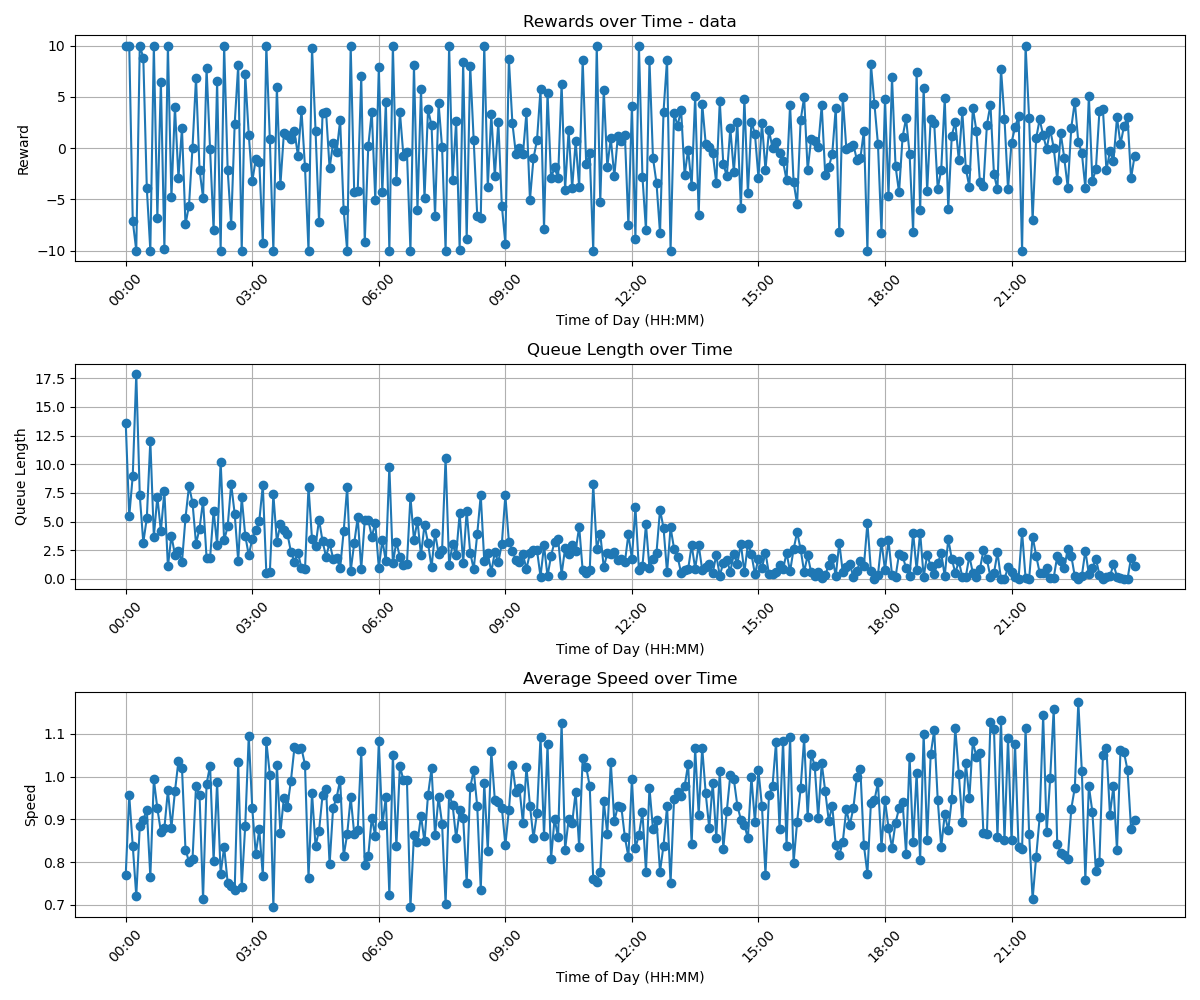 Rewards over Time - data
10
5
0
−5
−10
Reward
00:00 03:00 06:00 09:00 12:00 15:00 18:00 21:00
Time of Day (HH:MM)
Queue Length over Time
17.5
15.0
12.5
10.0
7.5
5.0
2.5
0.0
Queue Length
00:00 03:00 06:00 09:00 12:00 15:00 18:00 21:00
Time of Day (HH:MM)
Average Speed over Time
1.1
1.0
0.9
0.8
0.7
Speed
00:00 03:00 06:00 09:00 12:00 15:00 18:00 21:00
Time of Day (HH:MM)